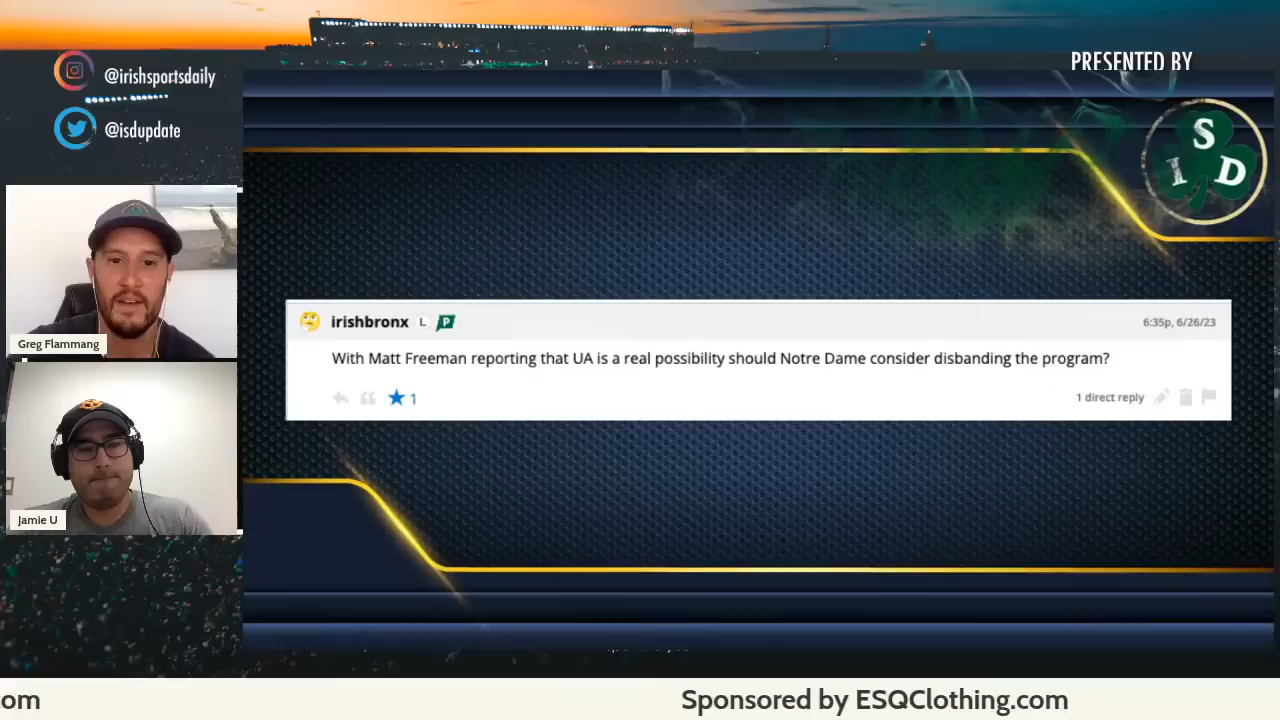 @irishsportsdaily
@isdupdate
PRESENTED BY
I S D
Greg Flammang
Jamie U
irishbronx L P
6:35p, 6/26/23
With Matt Freeman reporting that UA is a real possibility should Notre Dame consider disbanding the program?
1
1 direct reply
com
Sponsored by ESQClothing.com